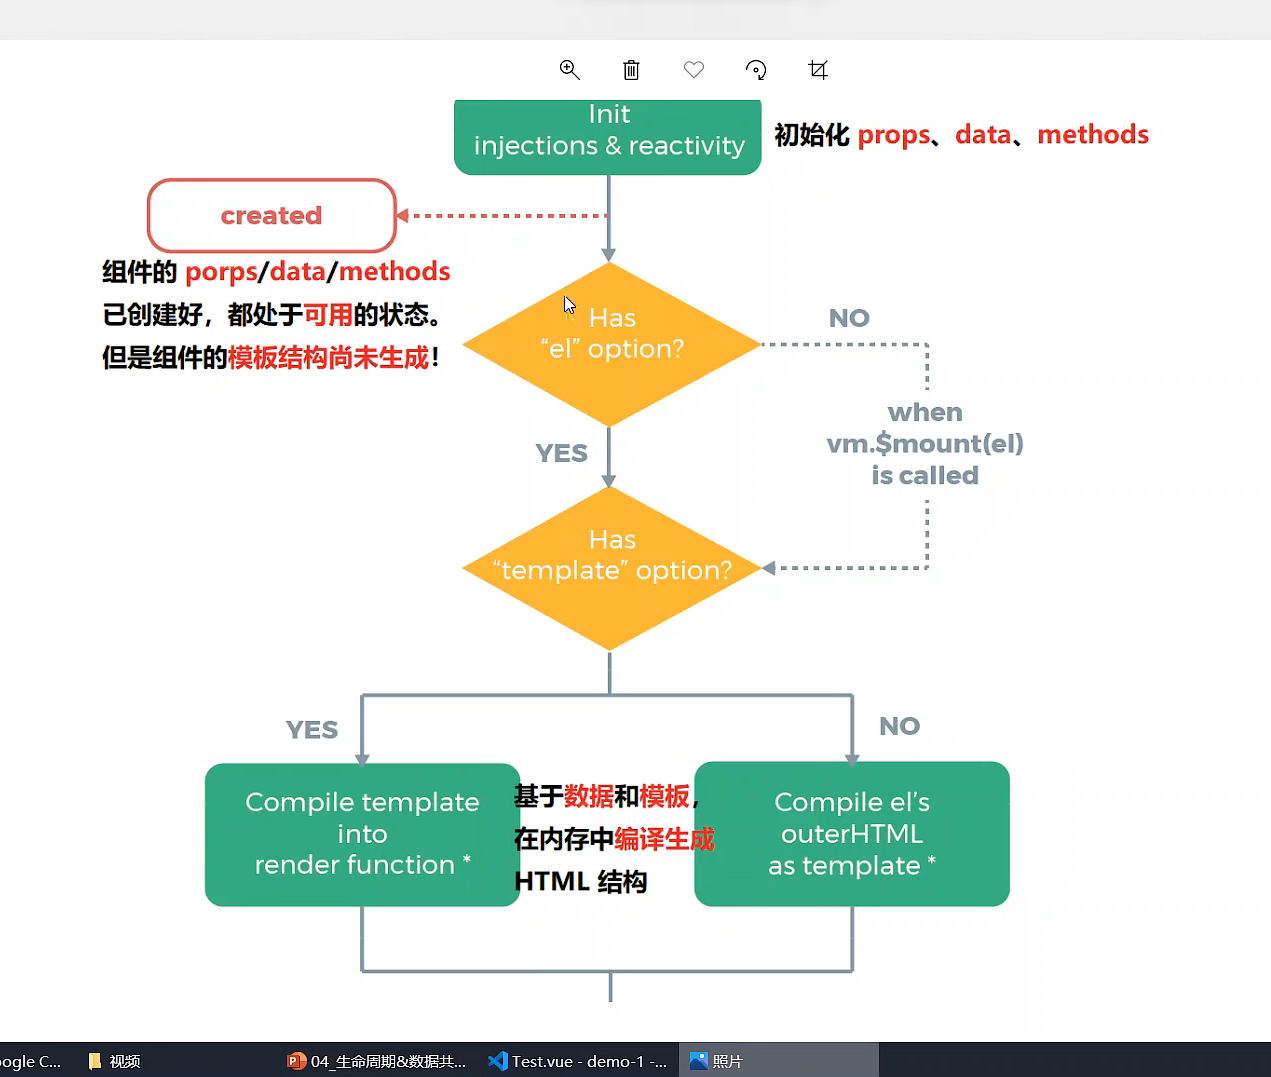 Init
injections & reactivity
初始化 props、data、methods
created
组件的 porps/data/methods
已创建好，都处于可用的状态。
但是组件的模板结构尚未生成！
Has
“el” option?
NO
when
vm.$mount(el)
is called
YES
Has
“template” option?
YES
NO
Compile template
into
render function *
基于数据和模板，
在内存中编译生成
HTML 结构
Compile el’s
outerHTML
as template *
oogle C...
视频
04_生命周期&数据共...
Test.vue - demo-1 -...
照片